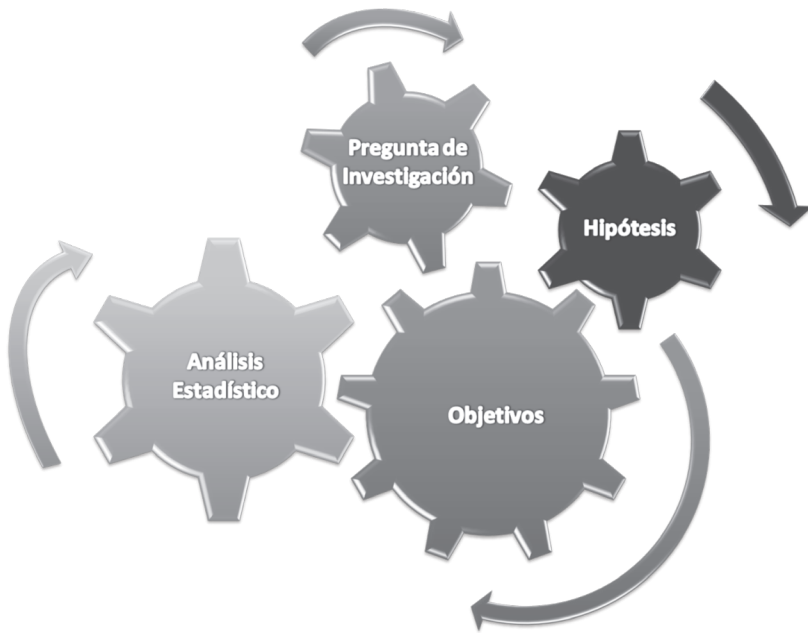 Pregunta de
Investigación
Hipótesis
Análisis
Estadístico
Objetivos